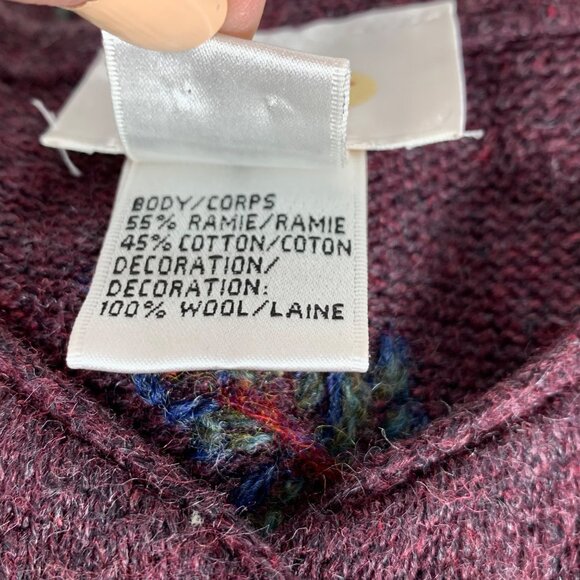 BODY/CORPS
55% RAMIE/RAMIE
45% COTTON/COTON
DECORATION/
DECORATION:
100% WOOL/LAINE